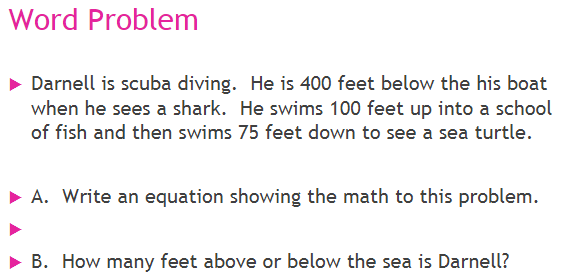 Word Problem
Darnell is scuba diving. He is 400 feet below the his boat
when he sees a shark. He swims 100 feet up into a school
of fish and then swims 75 feet down to see a sea turtle.
A. Write an equation showing the math to this problem.
B. How many feet above or below the sea is Darnell?